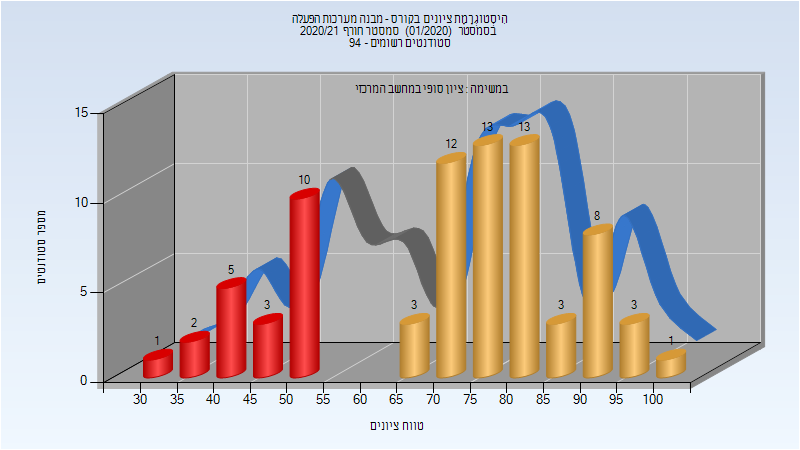 היסטוגרמת ציונים בקורס - מבנה מערכות הפעלה
בסמסטר (01/2020) סמסטר חורף 2020/21
סטודנטים רשומים - 94
במשימה : ציון סופי במחשב המרכזי
מספר סטודנטים
15
10
5
0
1
2
5
3
10
3
12
13
13
3
8
3
1
30 35 40 45 50 55 60 65 70 75 80 85 90 95 100
טווח ציונים